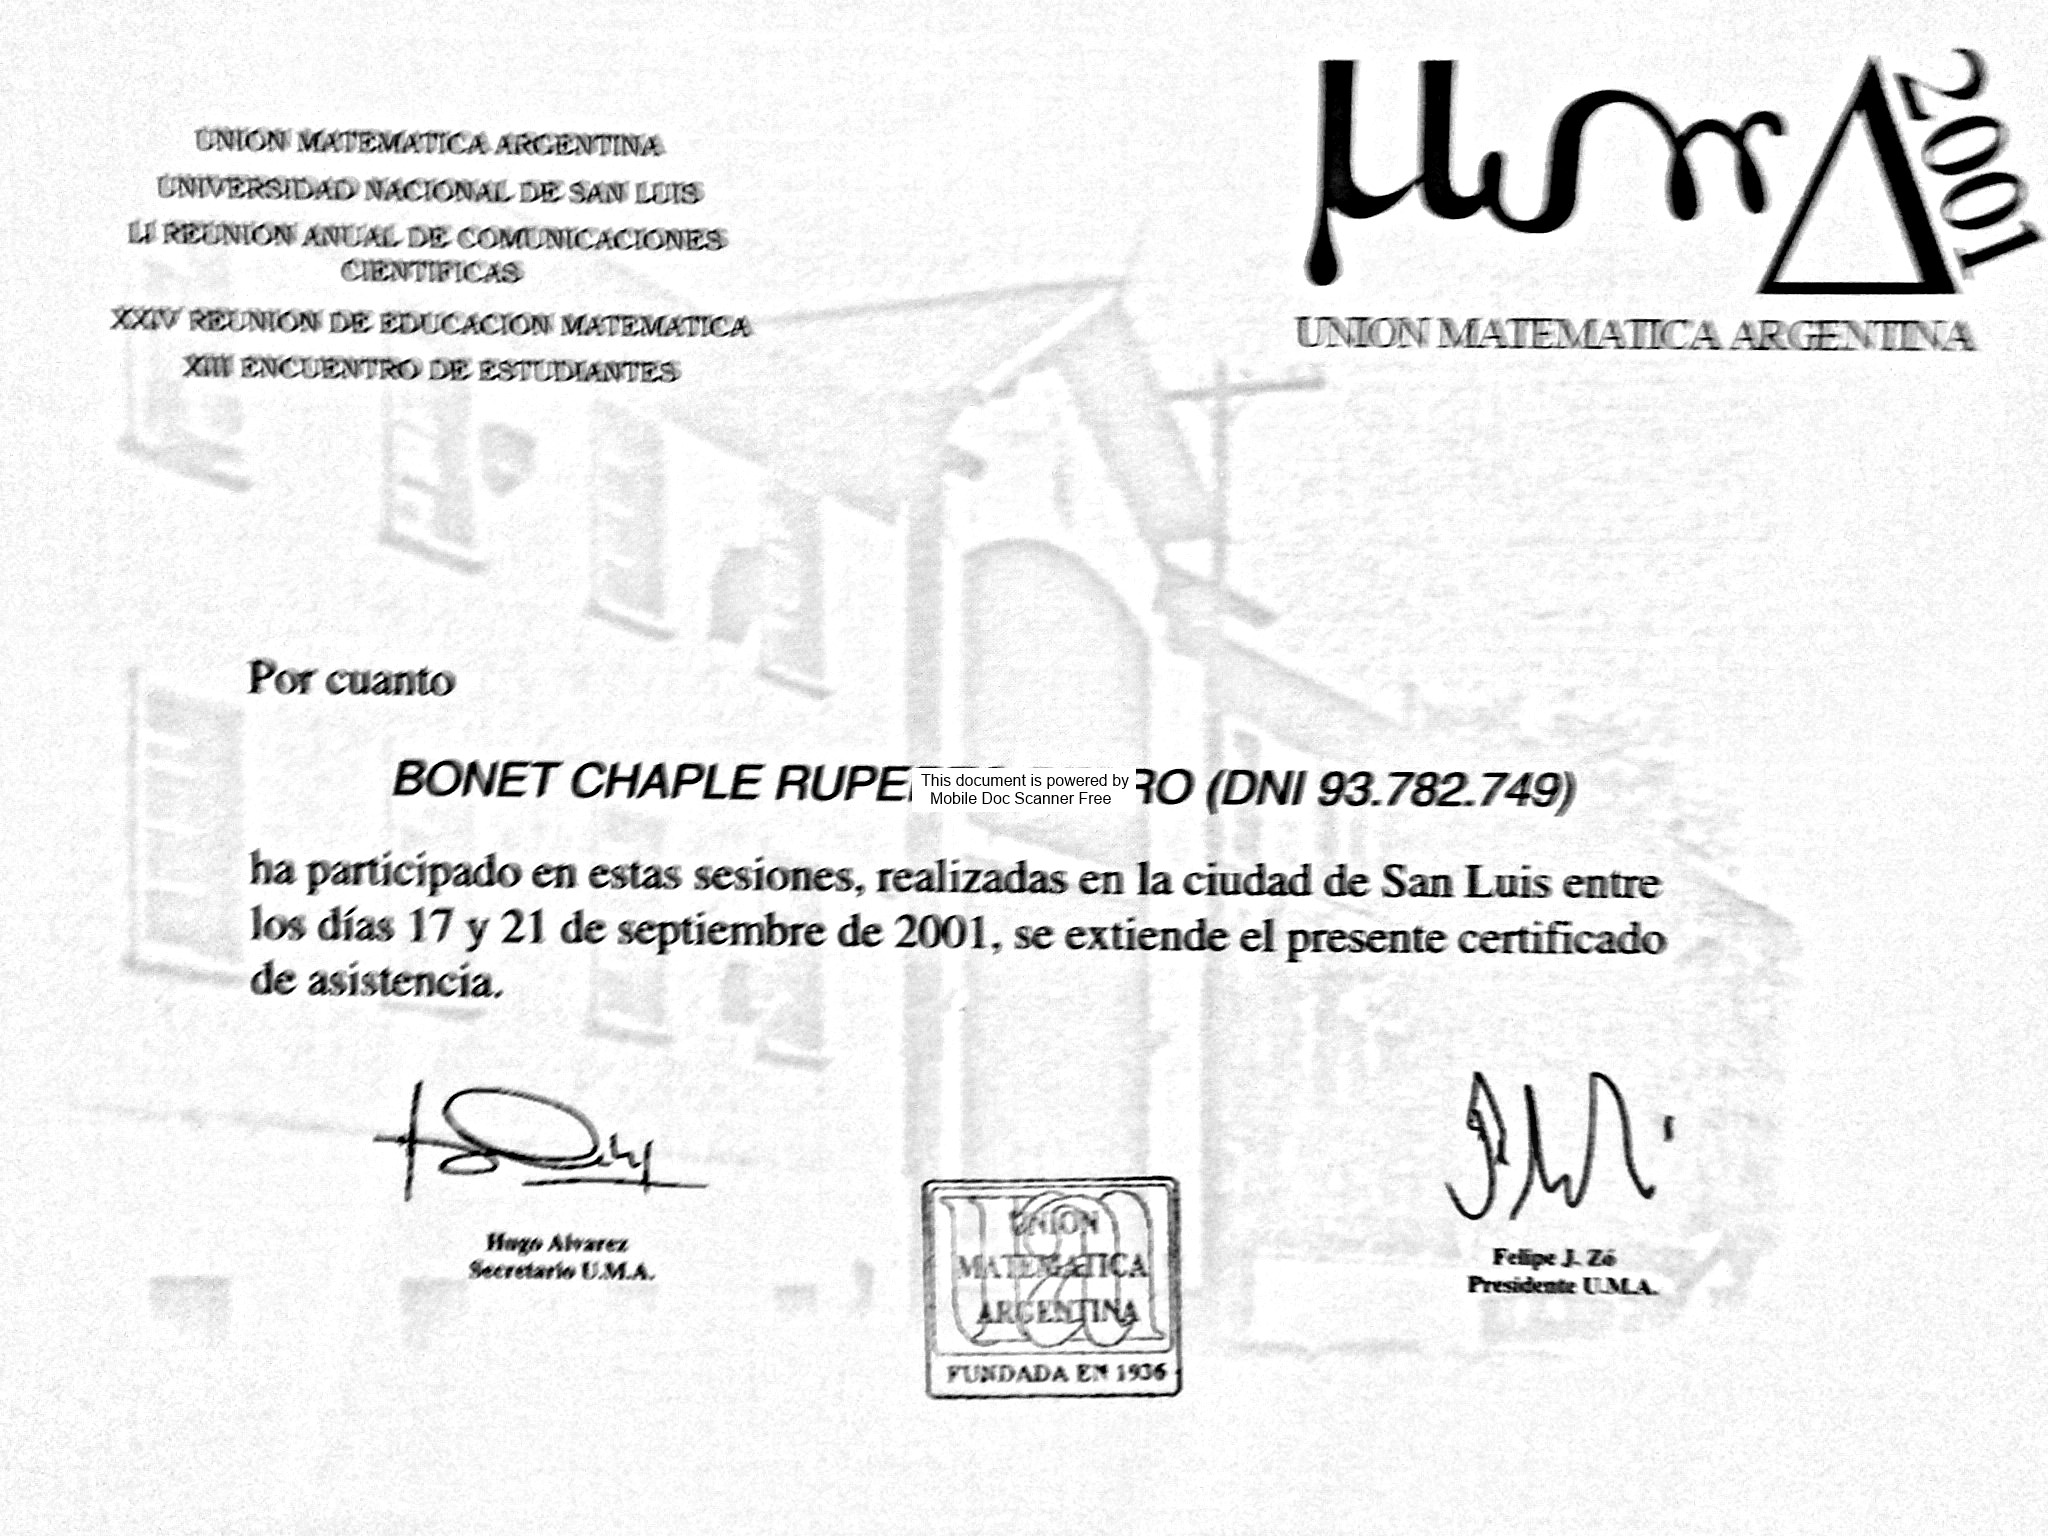 UNION MATEMATICA ARGENTINA
UNIVERSIDAD NACIONAL DE SAN LUIS
LI REUNION ANUAL DE COMUNICACIONES
CIENTIFICAS
XXIV REUNION DE EDUCACION MATEMATICA
XIII ENCUENTRO DE ESTUDIANTES
uma 2001
UNION MATEMATICA ARGENTINA
Por cuanto
BONET CHAPLE (DNI 93.782.749)
This document is powered by
Mobile Doc Scanner Free
ha participado en estas sesiones, realizadas en la ciudad de San Luis entre
los días 17 y 21 de septiembre de 2001, se extiende el presente certificado
de asistencia.
Hugo Alvarez
Secretario U.M.A.
Felipe J. Zó
Presidente U.M.A.
UNION
MATEMATICA
ARGENTINA
FUNDADA EN 1936